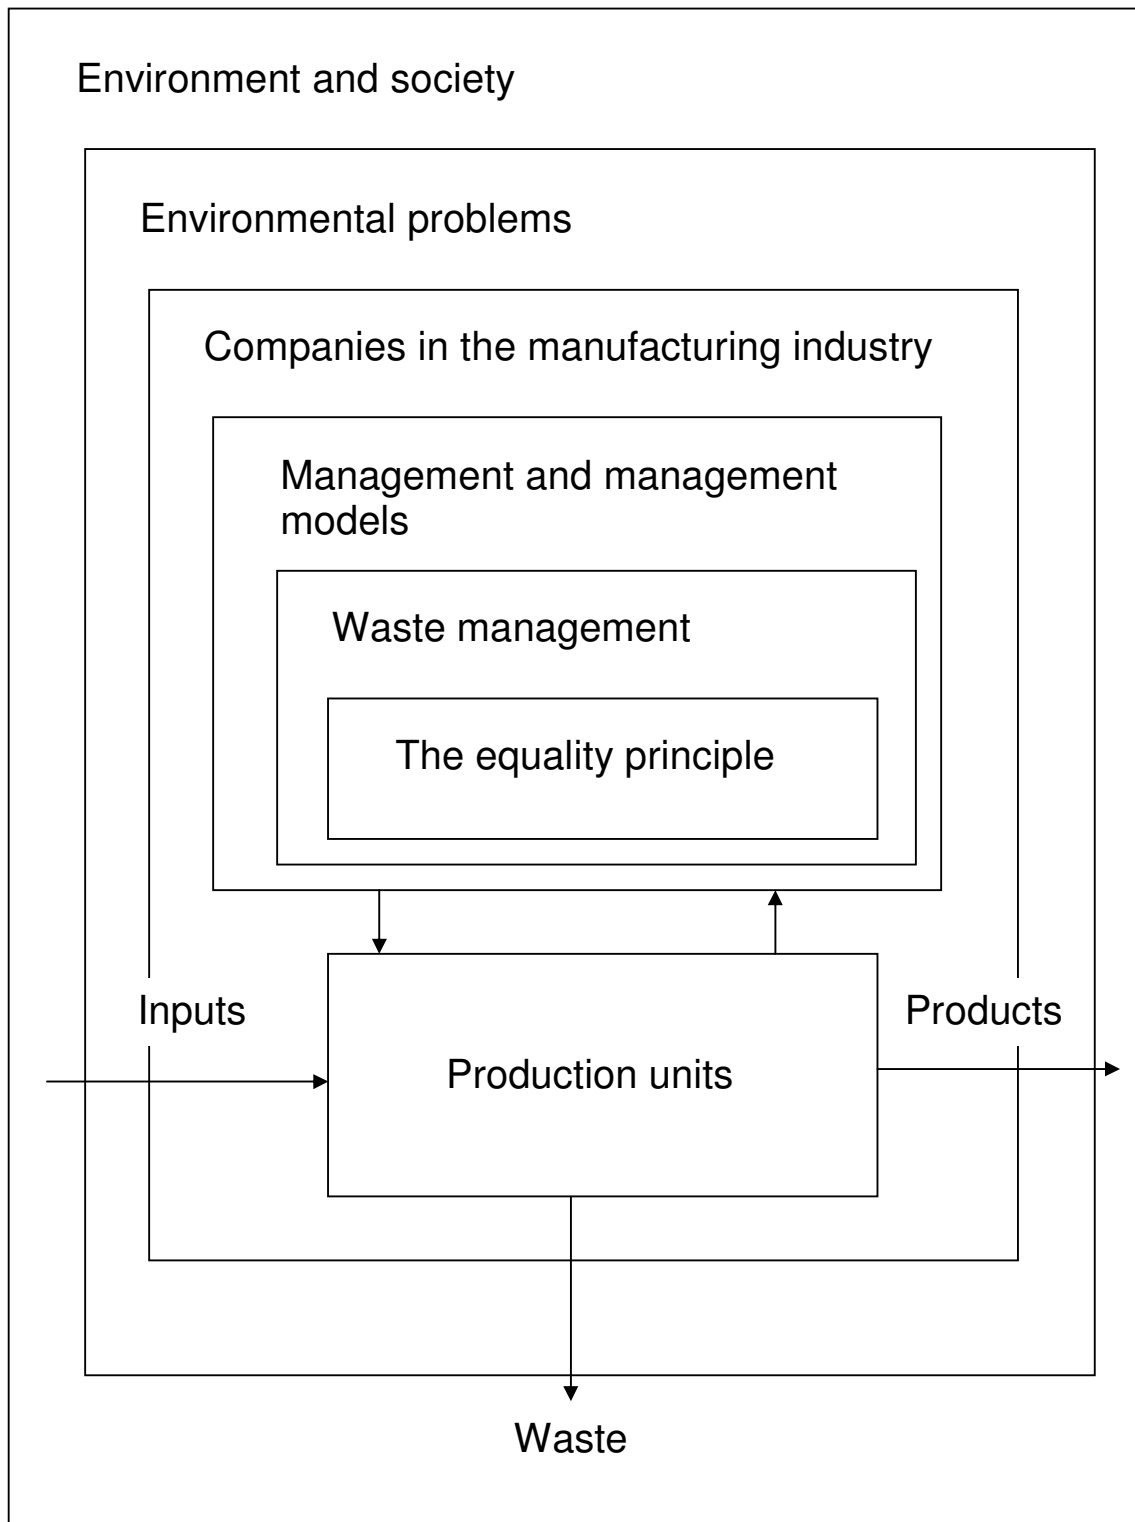 Environment and society
Environmental problems
Companies in the manufacturing industry
Management and management
models
Waste management
The equality principle
Inputs
Products
Production units
Waste